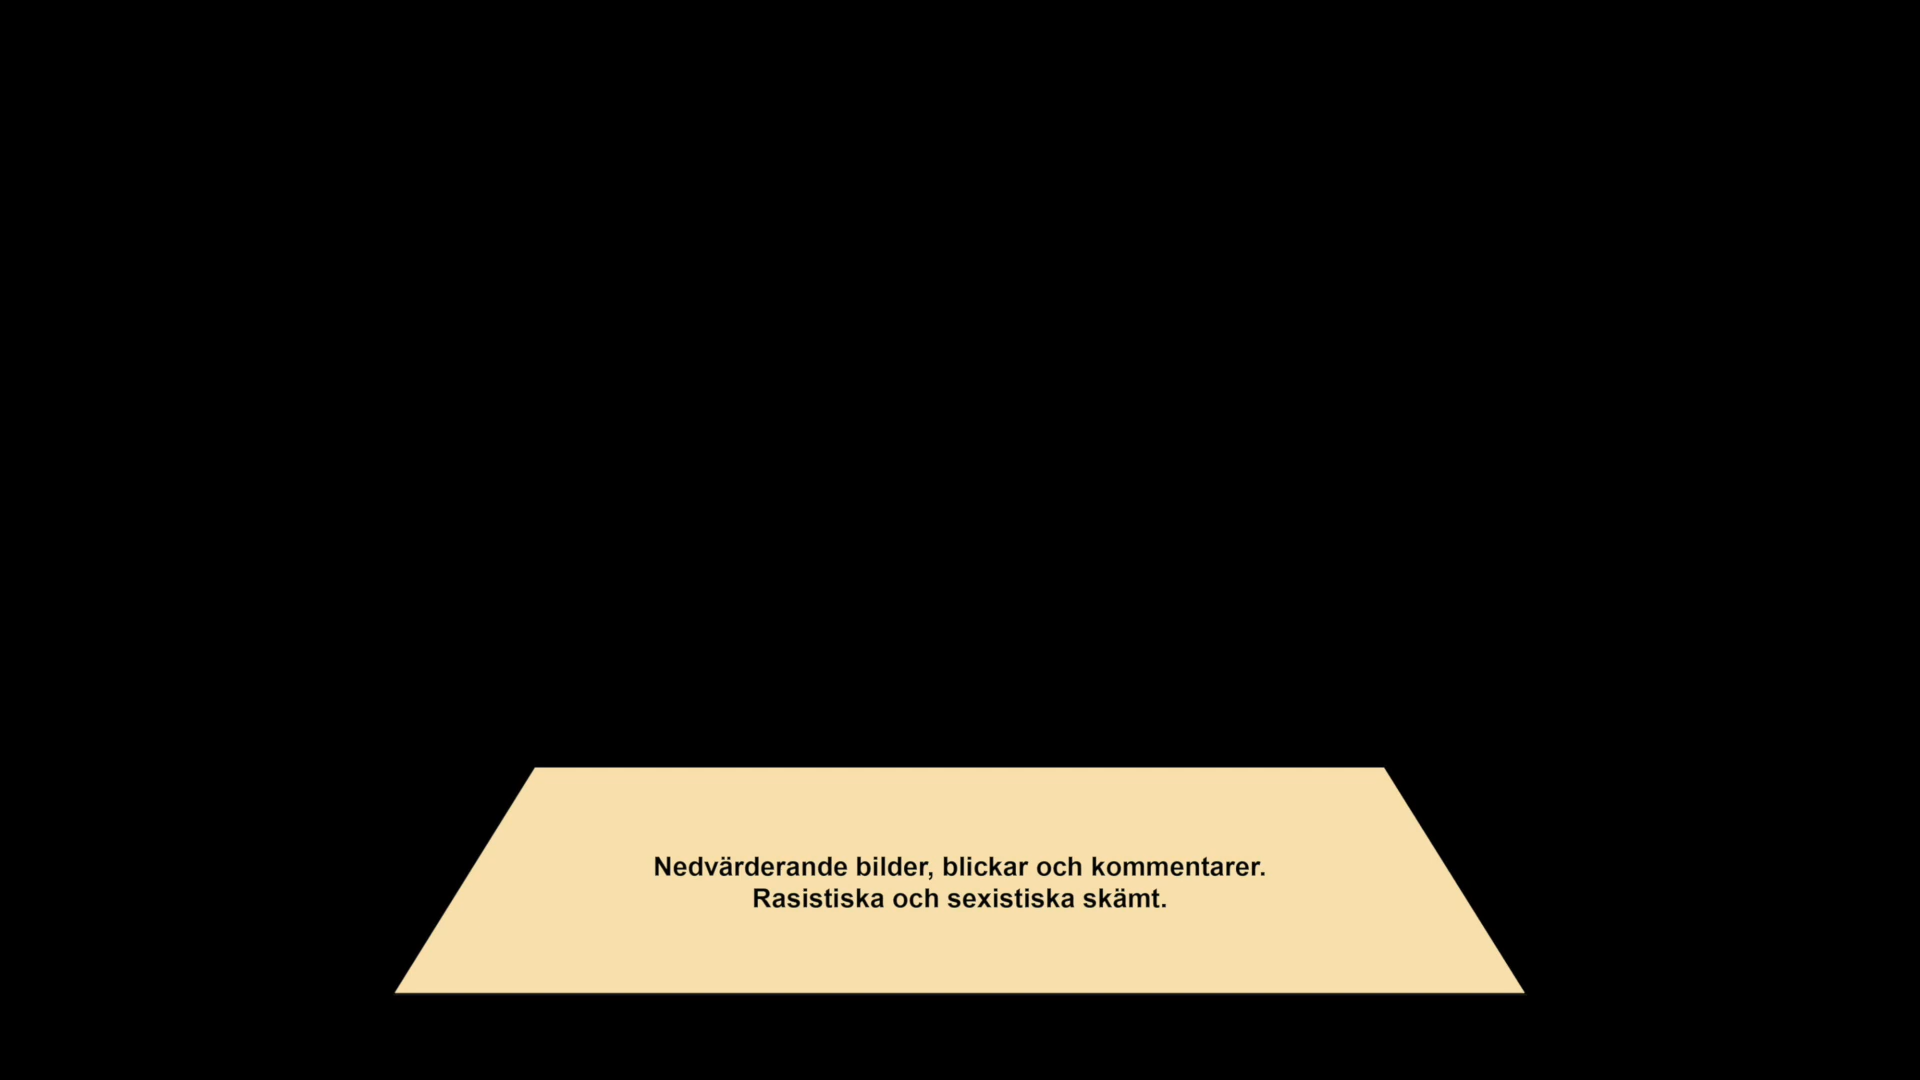 Nedvärderande bilder, blickar och kommentarer.
Rasistiska och sexistiska skämt.